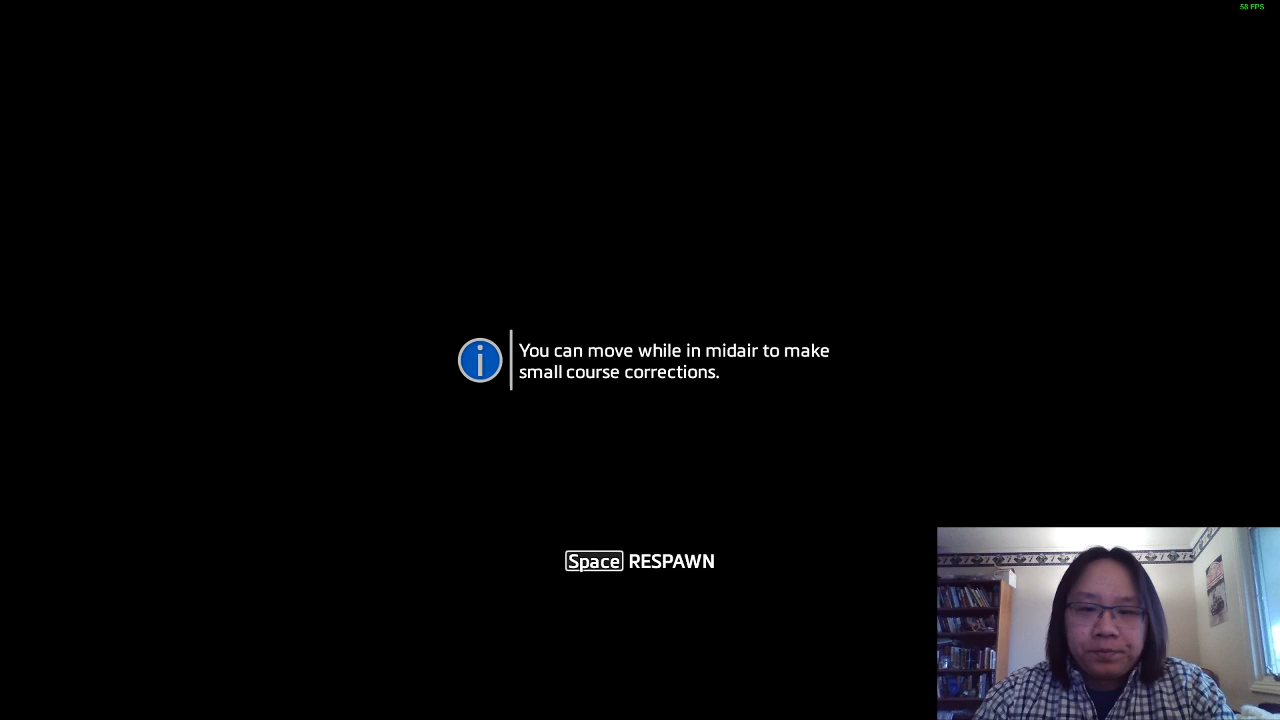 58 FPS
You can move while in midair to make
small course corrections.
Space RESPAWN